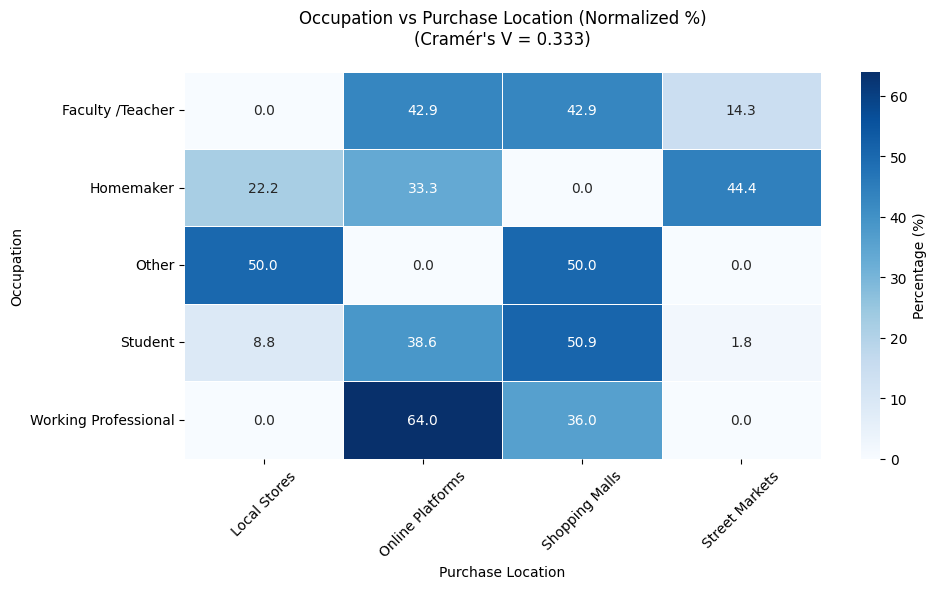 Occupation vs Purchase Location (Normalized %)
(Cramér's V = 0.333)
Occupation
Faculty /Teacher 0.0 42.9 42.9 14.3
Homemaker 22.2 33.3 0.0 44.4
Other 50.0 0.0 50.0 0.0
Student 8.8 38.6 50.9 1.8
Working Professional 0.0 64.0 36.0 0.0
Local Stores Online Platforms Shopping Malls Street Markets
Purchase Location
60
50
40
30
20
10
0
Percentage (%)